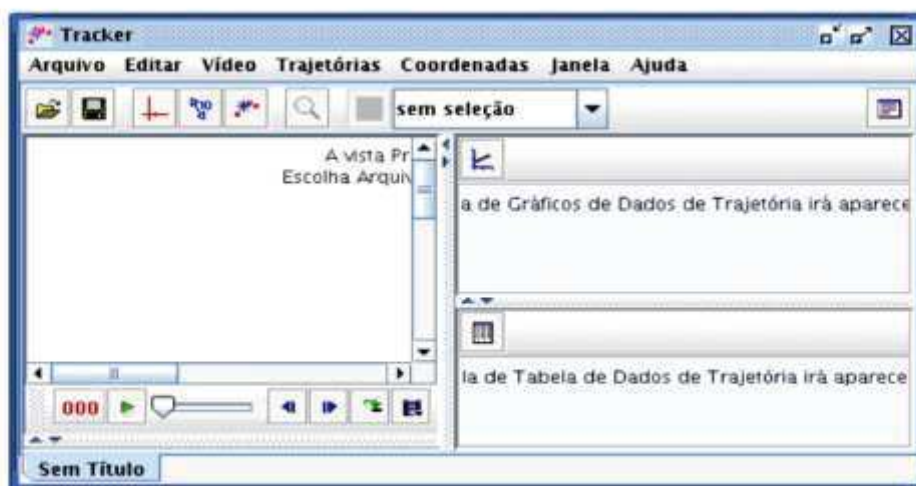 Tracker
Arquivo Editar Vídeo Trajetórias Coordenadas Janela Ajuda
sem seleção
A vista Pr
Escolha Arqui
a de Gráficos de Dados de Trajetória irá aparece
la de Tabela de Dados de Trajetória irá aparece
000
Sem Título